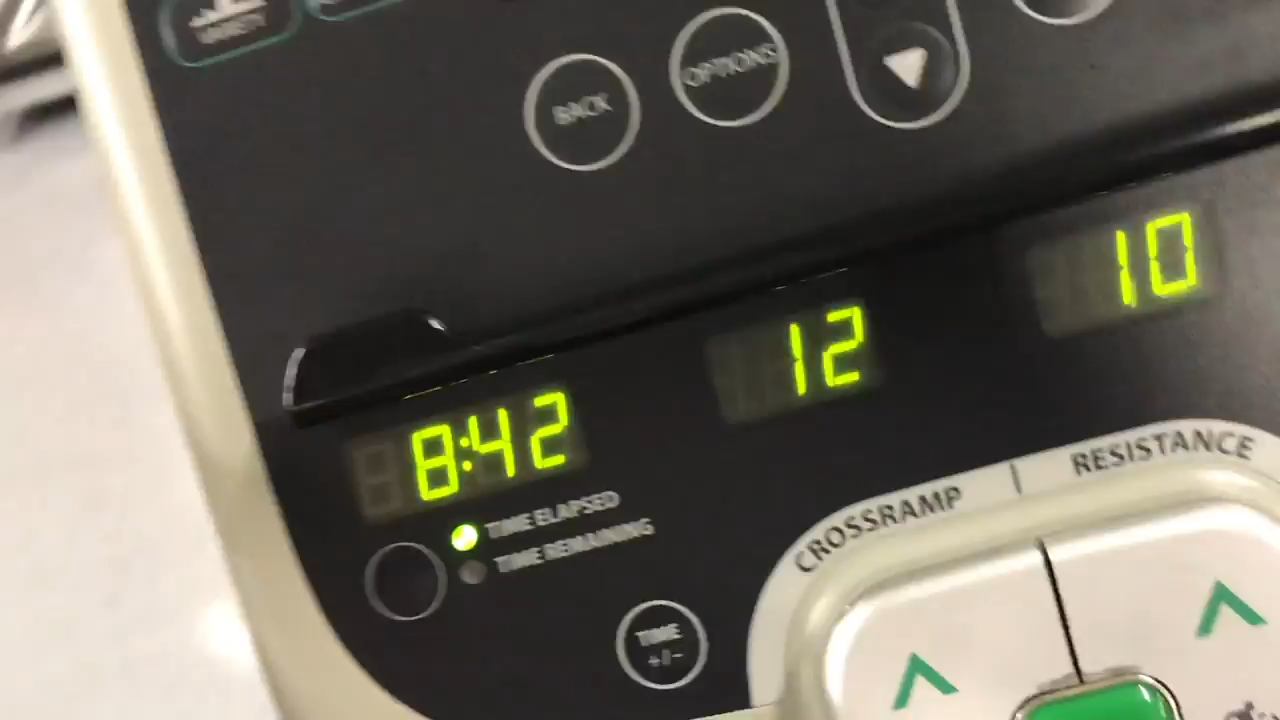 BACK
OPTIONS
10
12
8:42
TIME ELAPSED
TIME REMAINING
CROSSRAMP
RESISTANCE
TIME
+/-